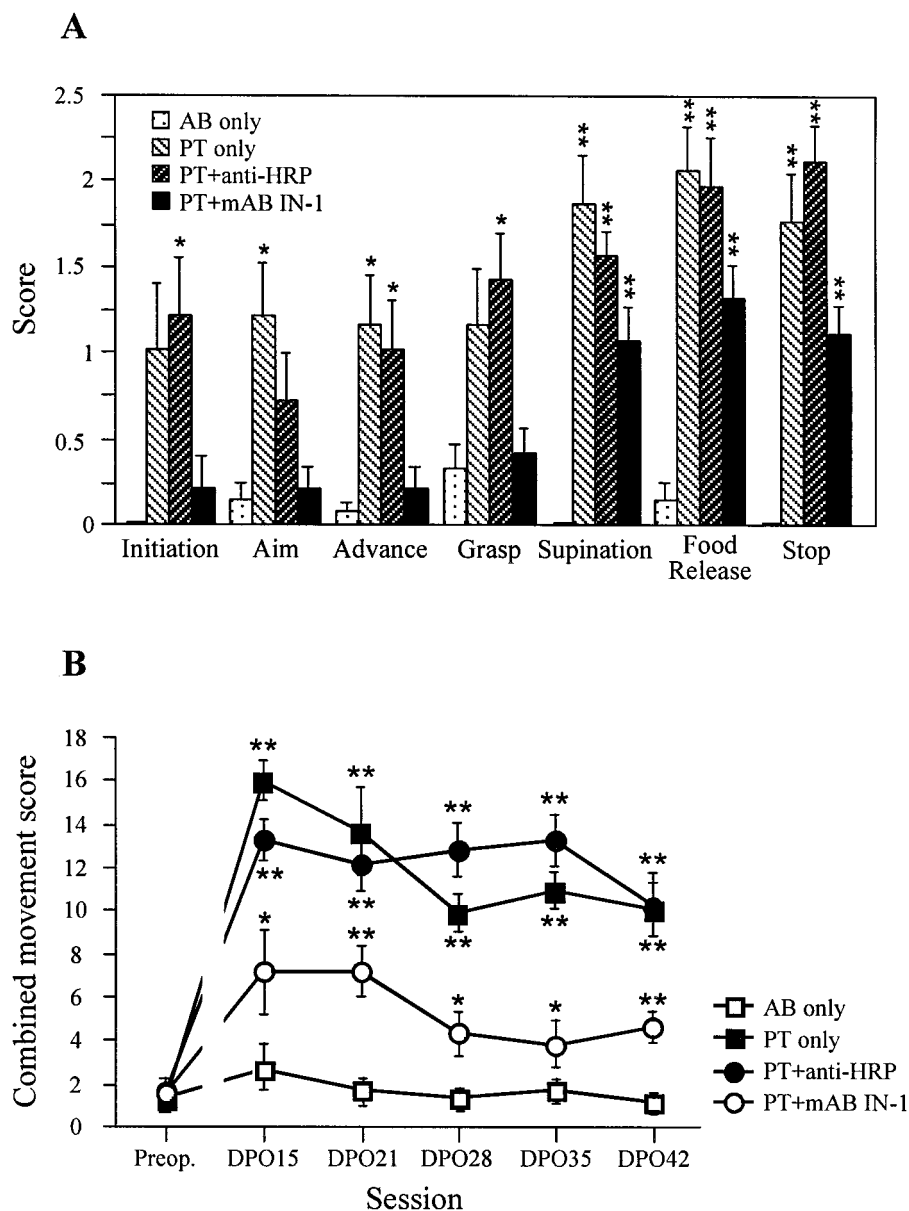 A
2.5
2
1.5
1
0.5
0
Score
AB only
PT only
PT+anti-HRP
PT+mAB IN-1
* * * * * * ** ** ** ** ** ** ** ** **
Initiation Aim Advance Grasp Supination Food Release Stop
B
18
16
14
12
10
8
6
4
2
0
Combined movement score
** ** ** ** **
** ** ** ** **
* ** * * **
AB only
PT only
PT+anti-HRP
PT+mAB IN-1
Preop. DPO15 DPO21 DPO28 DPO35 DPO42
Session